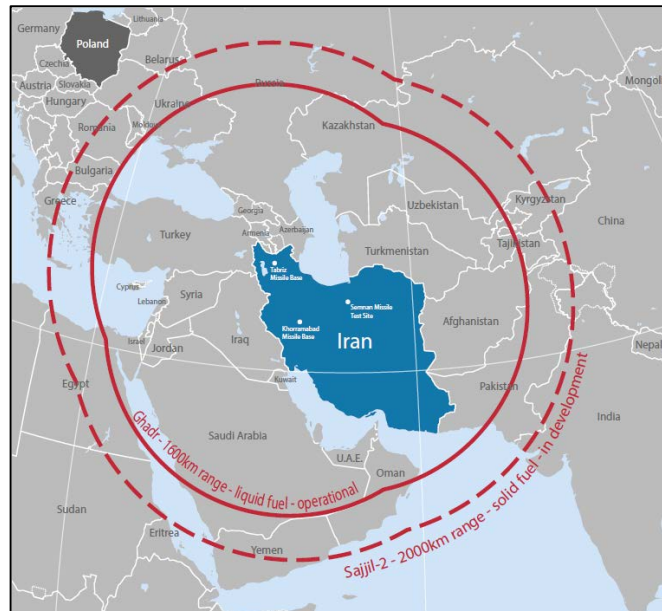 Germany
Lithuania
Poland
Belarus
Czechia
Slovakia
Austria
Hungary
Ukraine
Russia
Moldova
Romania
Bulgaria
Greece
Kazakhstan
Mongol
Georgia
Armenia
Azerbaijan
Uzbekistan
Kyrgyzstan
China
Turkey
Turkmenistan
Tajikistan
Tabriz
Missile Base
Semnan Missile
Test Site
Khorramabad
Missile Base
Iran
Cyprus
Lebanon
Syria
Israel
Jordan
Iraq
Kuwait
Afghanistan
Pakistan
Nepal
India
Egypt
Saudi Arabia
U.A.E.
Oman
Sudan
Eritrea
Yemen
Ghadr - 1600km range - liquid fuel - operational
Sajjil-2 - 2000km range - solid fuel - in development